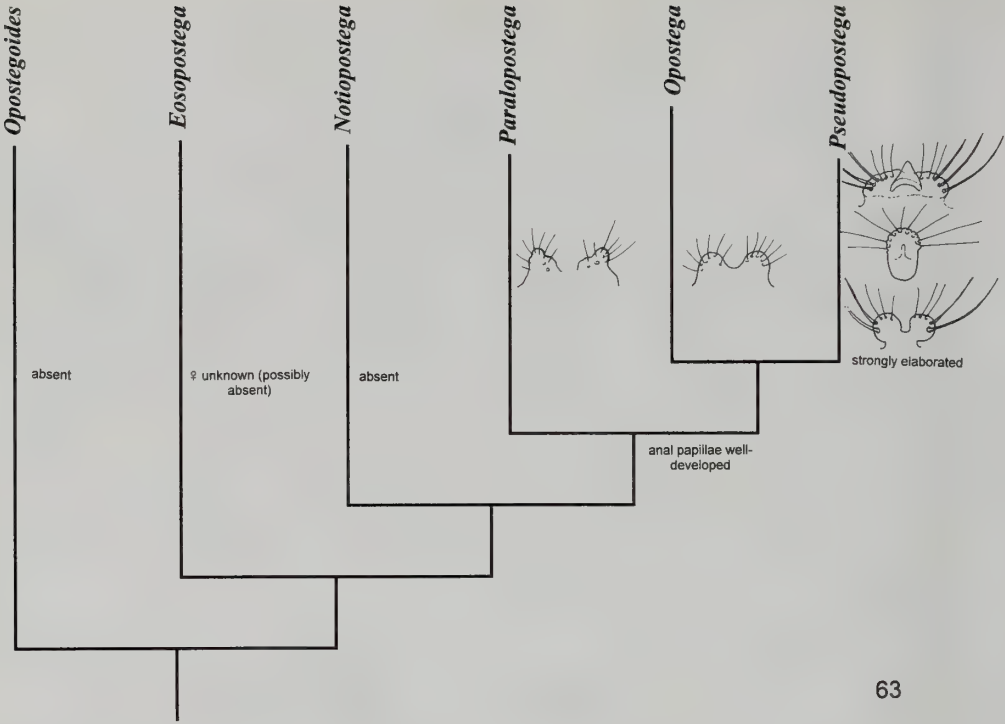 Opostegoides
Eosopostega
Notiopostega
Paralopostega
Opostega
Pseudopostega
absent
♀ unknown (possibly
absent)
absent
strongly elaborated
anal papillae well-
developed
63